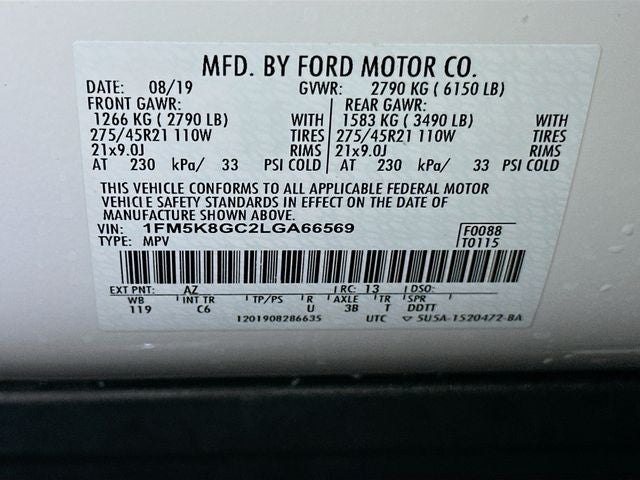 MFD. BY FORD MOTOR CO.
DATE: 08/19 GVWR: 2790 KG ( 6150 LB)
FRONT GAWR: REAR GAWR:
1266 KG ( 2790 LB) WITH 1583 KG ( 3490 LB) WITH
275/45R21 110W TIRES 275/45R21 110W TIRES
21x9.0J RIMS 21x9.0J RIMS
AT 230 kPa/ 33 PSI COLD AT 230 kPa/ 33 PSI COLD
THIS VEHICLE CONFORMS TO ALL APPLICABLE FEDERAL MOTOR
VEHICLE SAFETY STANDARDS IN EFFECT ON THE DATE OF
MANUFACTURE SHOWN ABOVE.
VIN: 1FM5K8GC2LGA66569 F0088
TYPE: MPV T0115
EXT PNT: AZ RC: 13 DSO:
WB INT TR TP/PS R AXLE TR SPR
119 C6 U 3B T DDTT
1201908286635 UTC ▽ 5U5A-1520472-BA